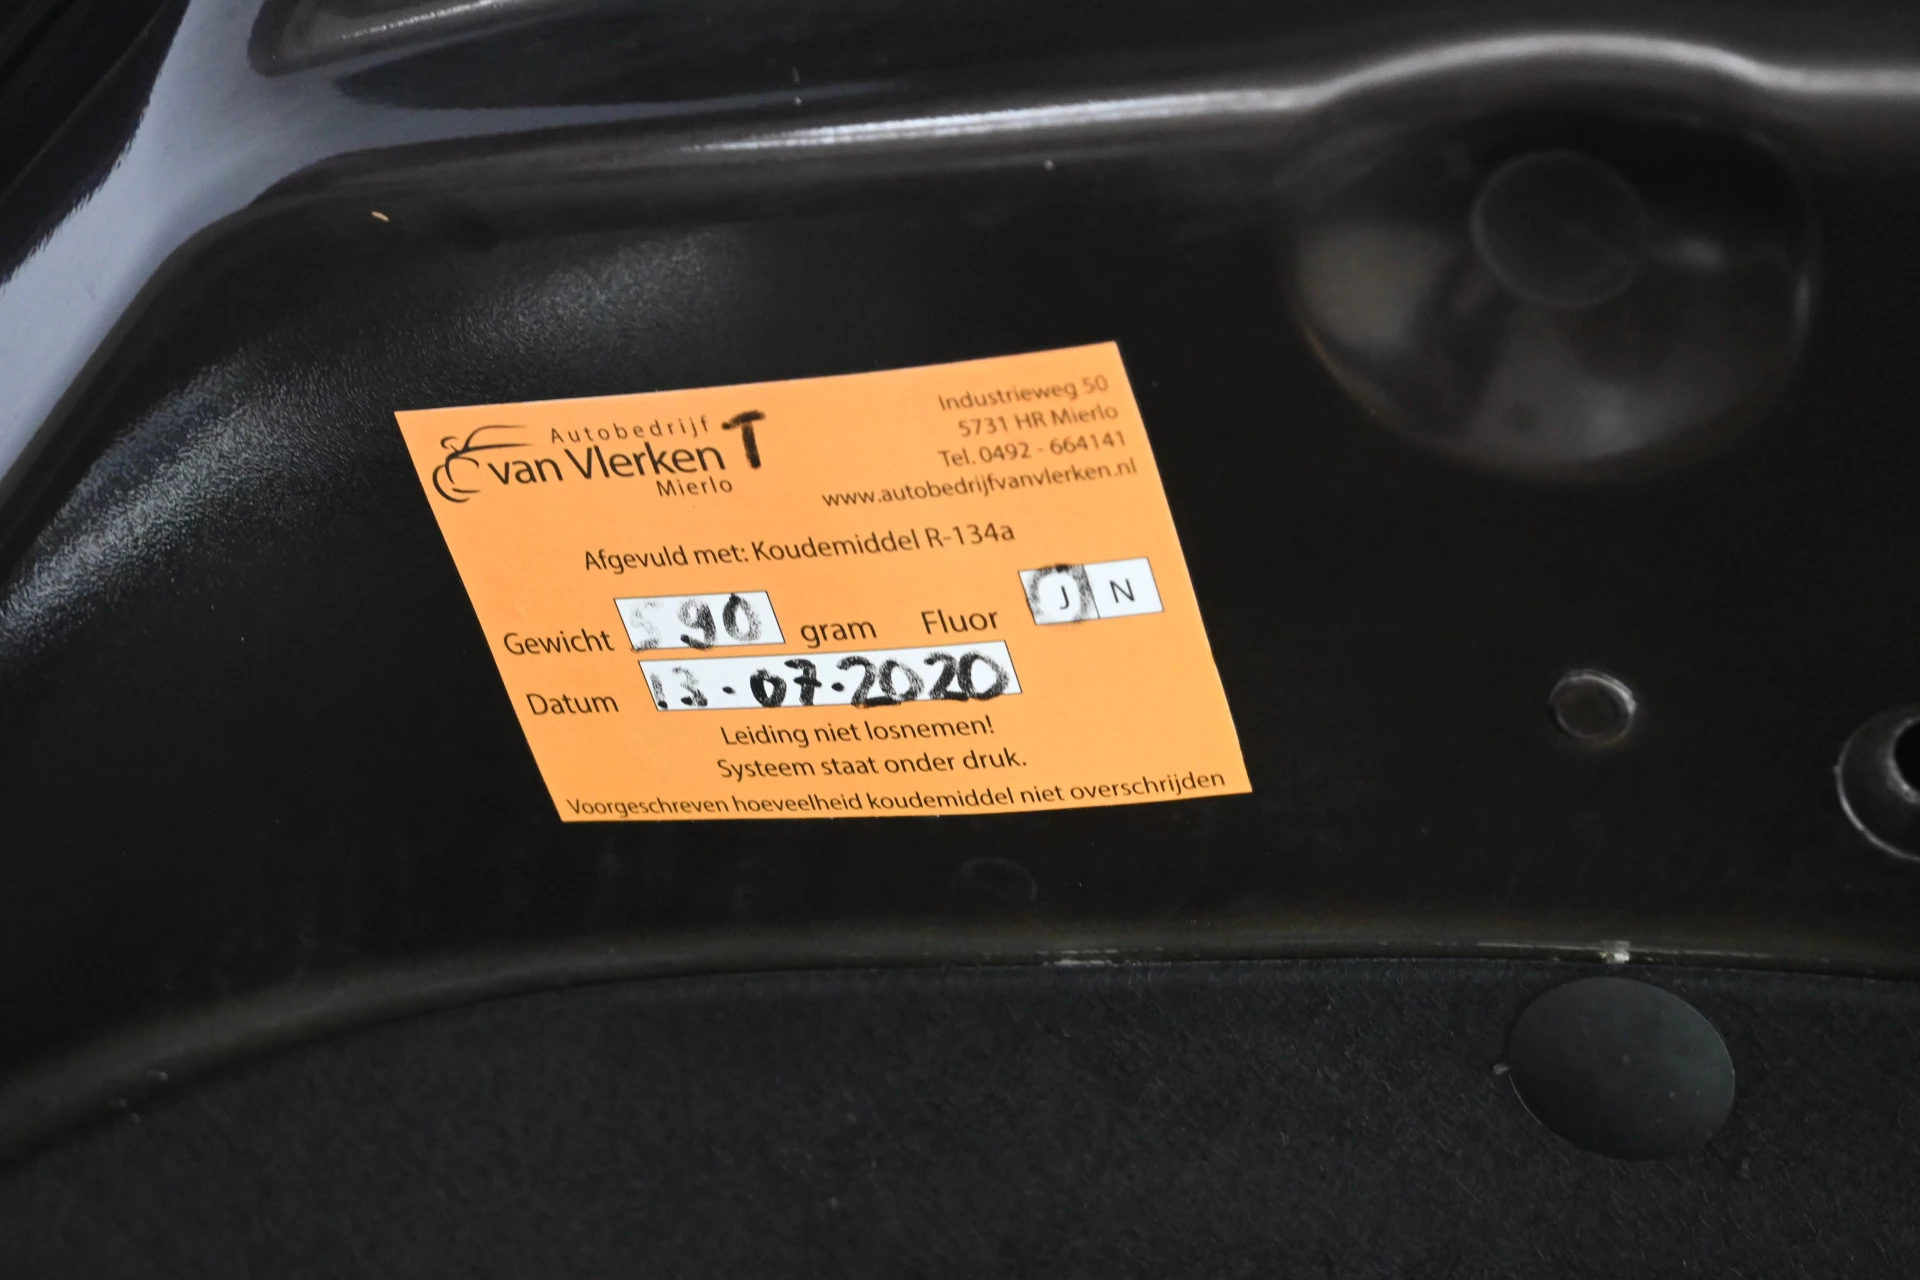 Autobedrijf
van Vlerken T
Mierlo
Industrieweg 50
5731 HR Mierlo
Tel. 0492 - 664141
www.autobedrijfvanvlerken.nl
Afgevuld met: Koudemiddel R-134a
Gewicht 590 gram Fluor J N
Datum 13-07-2020
Leiding niet losnemen!
Systeem staat onder druk.
Voorgeschreven hoeveelheid koudemiddel niet overschrijden